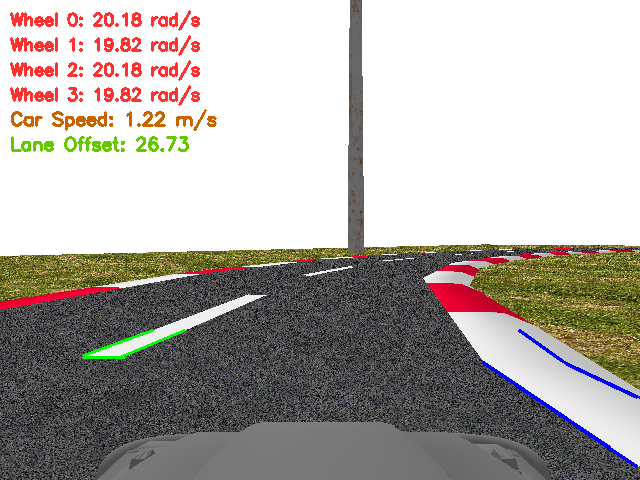 Wheel 0: 20.18 rad/s
Wheel 1: 19.82 rad/s
Wheel 2: 20.18 rad/s
Wheel 3: 19.82 rad/s
Car Speed: 1.22 m/s
Lane Offset: 26.73